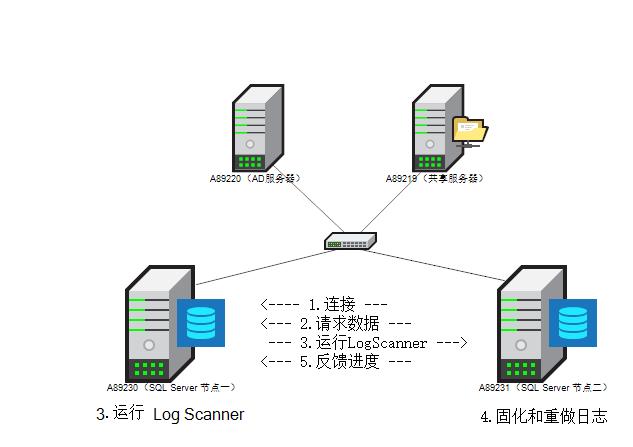 A89220（AD服务器）
A89219（共享服务器）
<---- 1.连接 ---
<--- 2.请求数据 ---
--- 3.运行LogScanner --->
<--- 5.反馈进度 ---
A89230（SQL Server 节点一）
A89231（SQL Server 节点二）
3.运行 Log Scanner
4.固化和重做日志